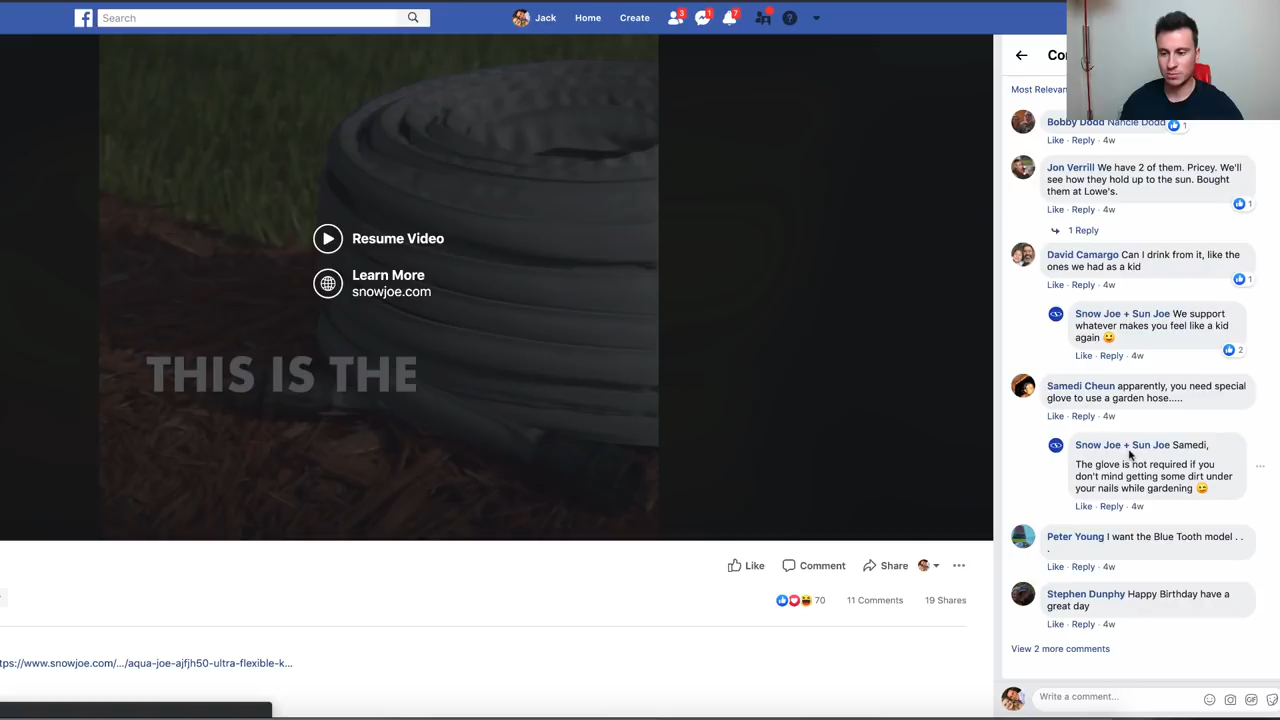 Search
Jack
Home
Create
3
1
7
Resume Video
Learn More
snowjoe.com
THIS IS THE
Like
Comment
Share
70
11 Comments
19 Shares
tps://www.snowjoe.com/.../aqua-joe-ajfjh50-ultra-flexible-k...
Most Relevan
Bobby Dodd Nancie Dodd
1
Like · Reply · 4w
Jon Verrill We have 2 of them. Pricey. We'll
see how they hold up to the sun. Bought
them at Lowe's.
1
Like · Reply · 4w
1 Reply
David Camargo Can I drink from it, like the
ones we had as a kid
1
Like · Reply · 4w
Snow Joe + Sun Joe We support
whatever makes you feel like a kid
again 😀
2
Like · Reply · 4w
Samedi Cheun apparently, you need special
glove to use a garden hose.....
Like · Reply · 4w
Snow Joe + Sun Joe Samedi,
The glove is not required if you
don't mind getting some dirt under
your nails while gardening 😉
Like · Reply · 4w
Peter Young I want the Blue Tooth model . .
.
Like · Reply · 4w
Stephen Dunphy Happy Birthday have a
great day
Like · Reply · 4w
View 2 more comments
Write a comment...
GIF